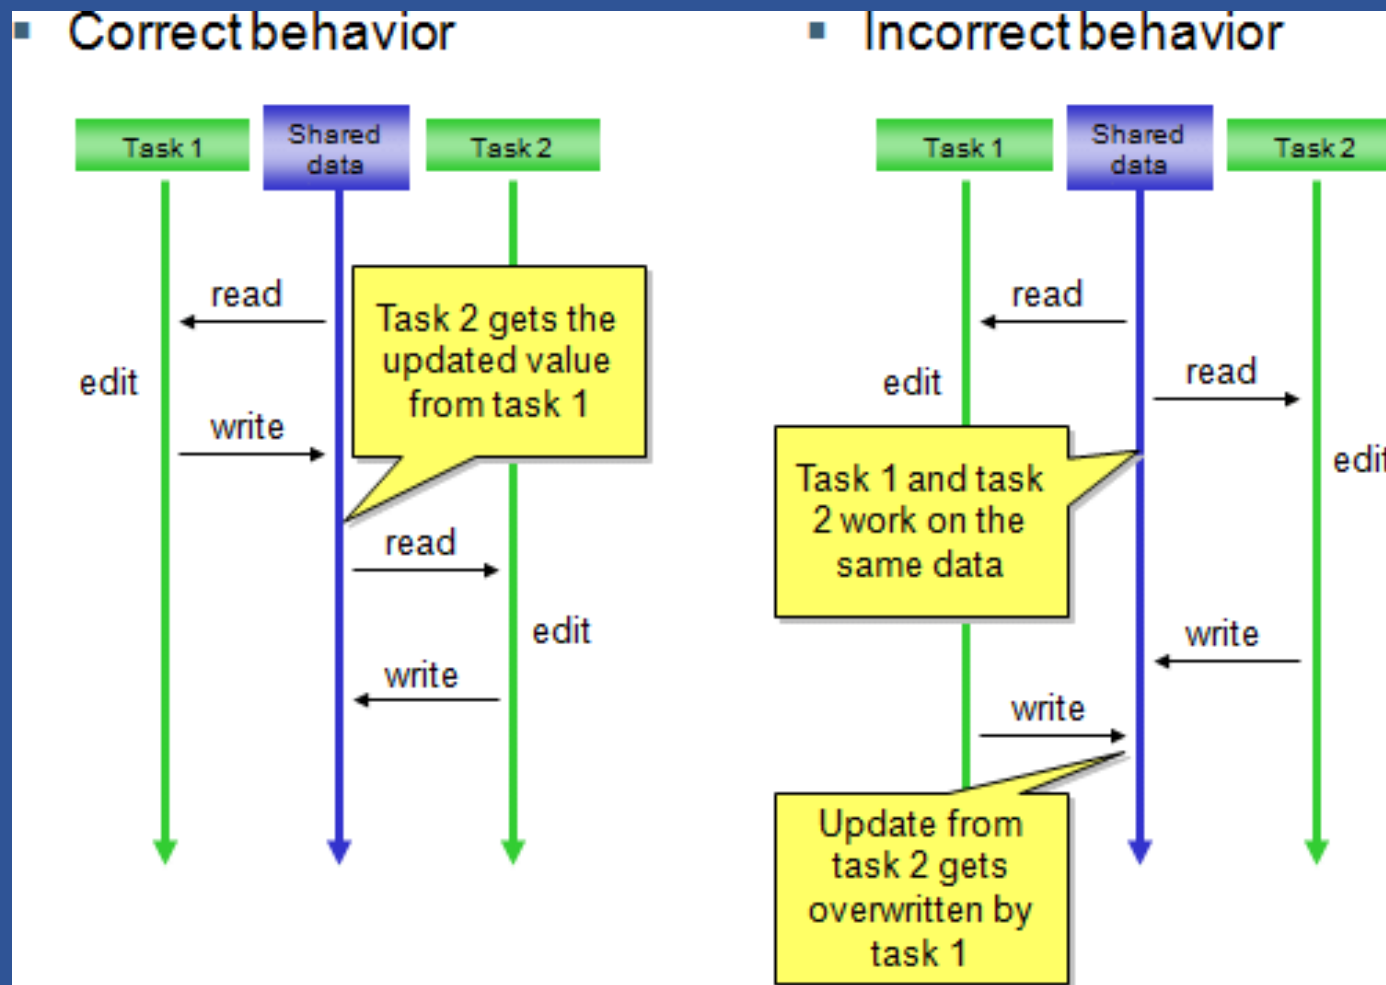 Correct behavior
Task 1
Shared
data
Task 2
read
Task 2 gets the
updated value
from task 1
edit
write
read
edit
write
Incorrect behavior
Task 1
Shared
data
Task 2
read
read
edit
Task 1 and task
2 work on the
same data
edit
write
write
Update from
task 2 gets
overwritten by
task 1